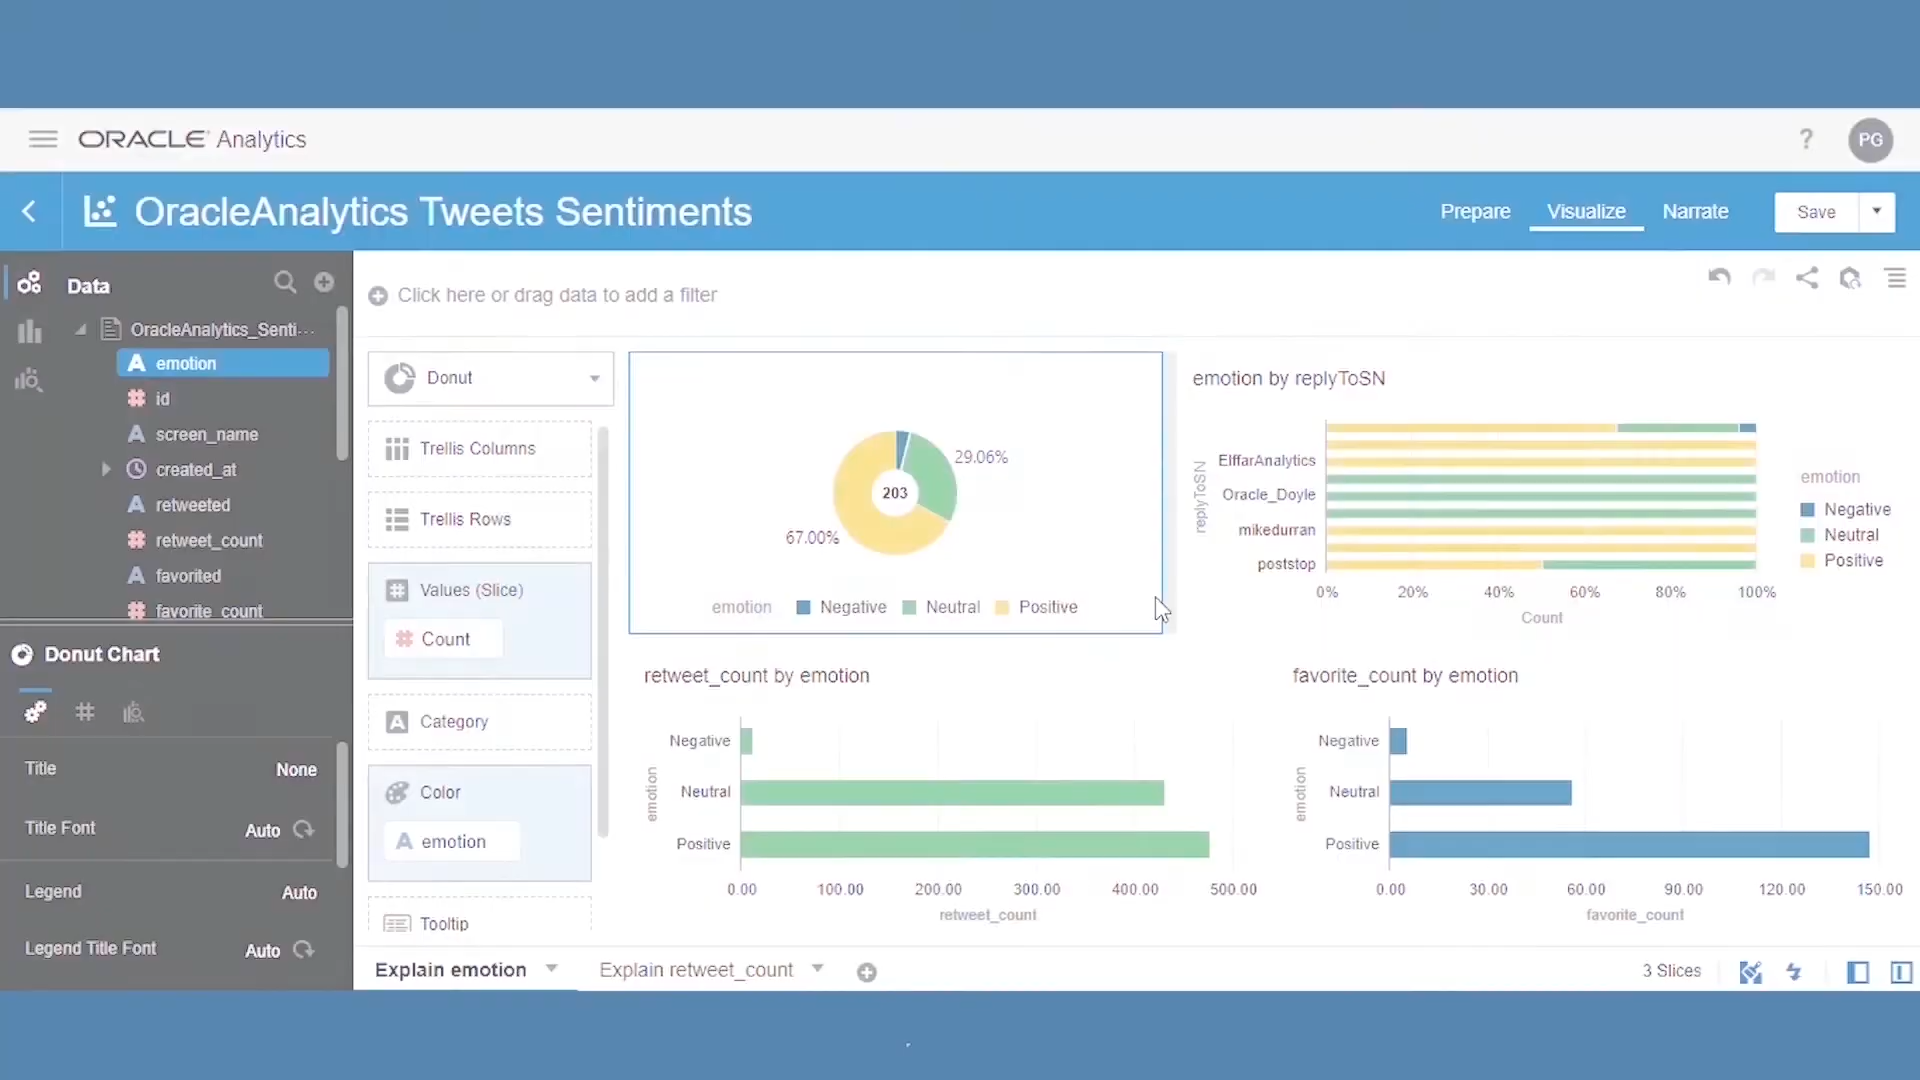 ORACLE Analytics
?
PG
OracleAnalytics Tweets Sentiments
Prepare
Visualize
Narrate
Save
Data
OracleAnalytics_Senti...
A emotion
# id
A screen_name
created_at
A retweeted
# retweet_count
A favorited
# favorite_count
Donut Chart
#
Title None
Title Font Auto
Legend Auto
Legend Title Font Auto
Click here or drag data to add a filter
Donut
Trellis Columns
Trellis Rows
# Values (Slice)
# Count
A Category
Color
A emotion
Tooltip
29.06%
203
67.00%
emotion Negative Neutral Positive
emotion by replyToSN
replyToSN
ElffarAnalytics
Oracle_Doyle
mikedurran
poststop
0% 20% 40% 60% 80% 100%
Count
emotion
Negative
Neutral
Positive
retweet_count by emotion
emotion
Negative
Neutral
Positive
0.00 100.00 200.00 300.00 400.00 500.00
retweet_count
favorite_count by emotion
emotion
Negative
Neutral
Positive
0.00 30.00 60.00 90.00 120.00 150.00
favorite_count
Explain emotion
Explain retweet_count
3 Slices